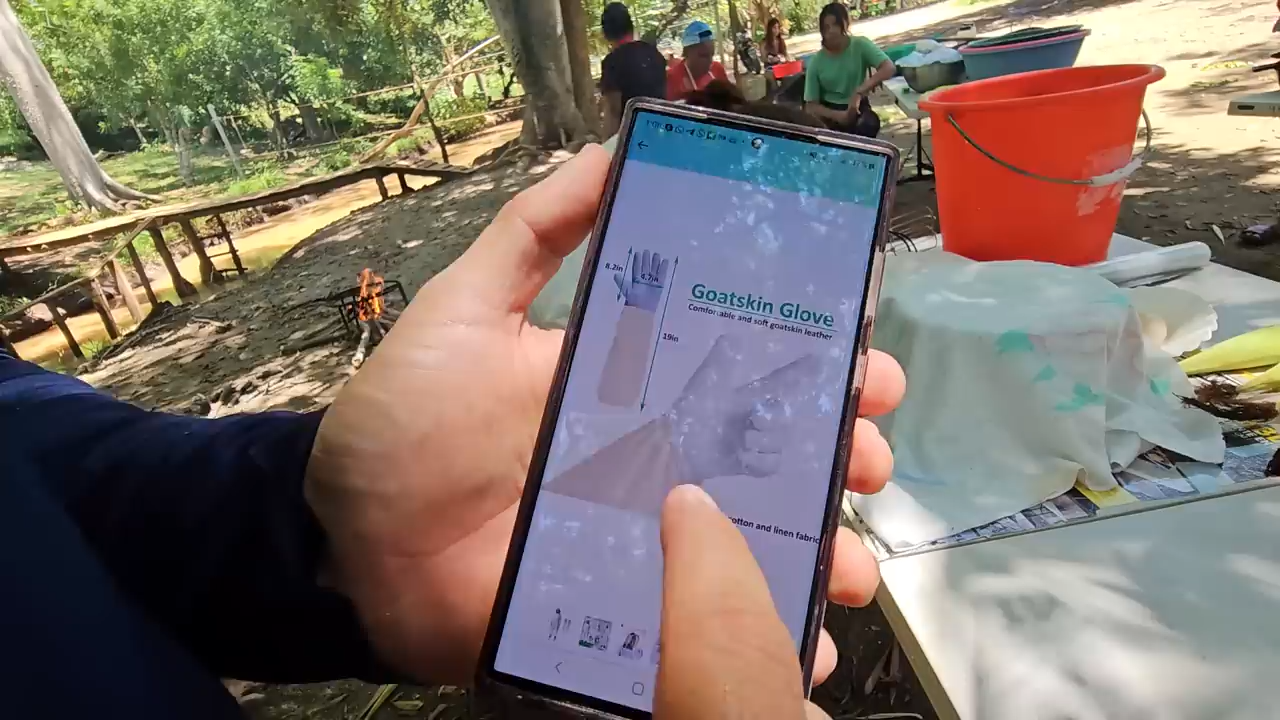 8.2in
4.7in
Goatskin Glove
Comfortable and soft goatskin leather
19in
cotton and linen fabric